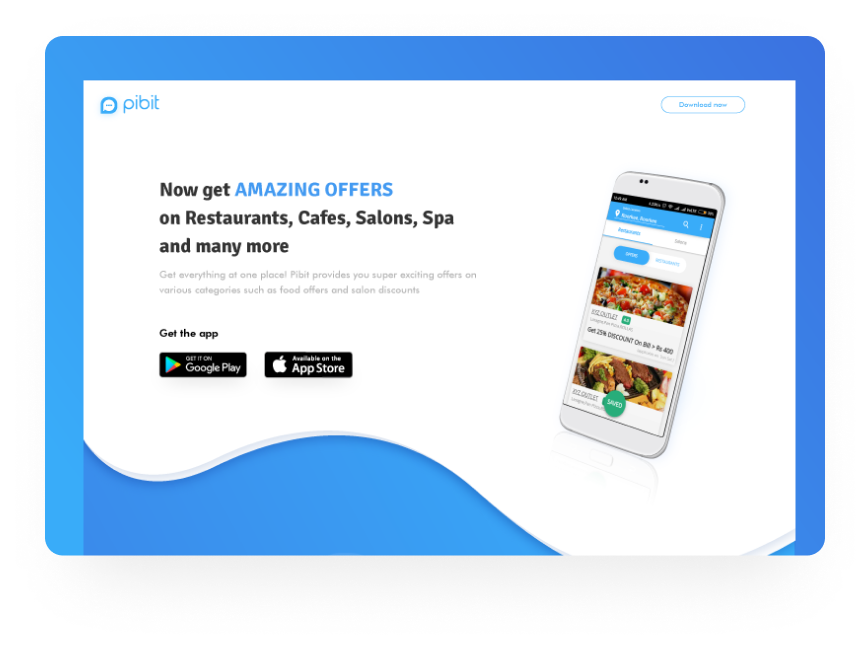 pibit
Download now
Now get AMAZING OFFERS
on Restaurants, Cafes, Salons, Spa
and many more
Get everything at one place! Pibit provides you super exciting offers on
various categories such as food offers and salon discounts
Get the app
GET IT ON
Google Play
Available on the
App Store
Restaurants
Salons
OFFERS
RESTAURANTS
XYZ OUTLET
Get 25% DISCOUNT On Bill > Rs 400
XYZ OUTLET
SAVED